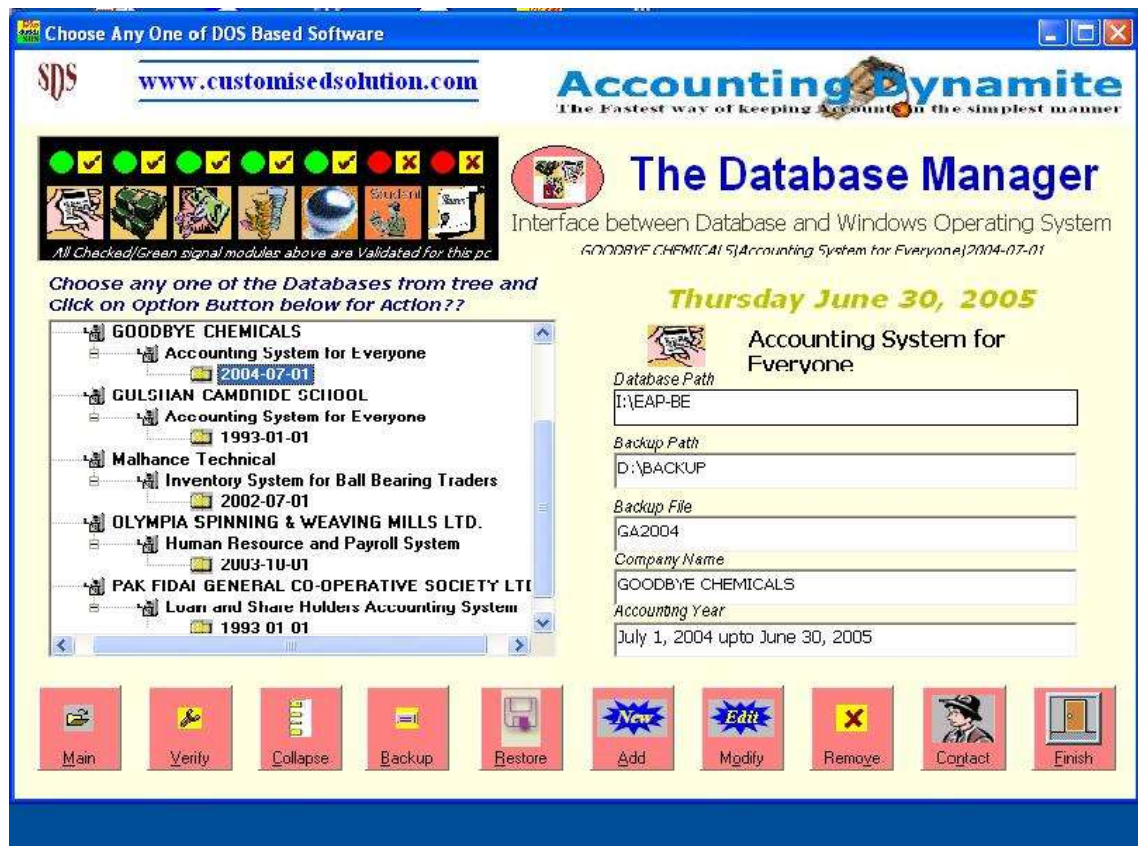 Choose Any One of DOS Based Software
SDS
www.customisedsolution.com
Accounting Dynamite
The Fastest way of keeping Accounts in the simplest manner
Student
Shares
All Checked/Green signal modules above are Validated for this pc
The Database Manager
Interface between Database and Windows Operating System
GOODBYE CHEMICALS|Accounting System for Everyone|2004-07-01
Choose any one of the Databases from tree and
Click on Option Button below for Action??
GOODBYE CHEMICALS
Accounting System for Everyone
2004-07-01
GULSHAN CAMBRIDE SCHOOL
Accounting System for Everyone
1993-01-01
Malhance Technical
Inventory System for Ball Bearing Traders
2002-07-01
OLYMPIA SPINNING & WEAVING MILLS LTD.
Human Resource and Payroll System
2003-10-01
PAK FIDAI GENERAL CO-OPERATIVE SOCIETY LTD
Loan and Share Holders Accounting System
1993 01 01
Thursday June 30, 2005
Accounting System for
Everyone
Database Path
I:\EAP-BE
Backup Path
D:\BACKUP
Backup File
GA2004
Company Name
GOODBYE CHEMICALS
Accounting Year
July 1, 2004 upto June 30, 2005
New
Edit
Main
Verify
Collapse
Backup
Restore
Add
Modify
Remove
Contact
Finish